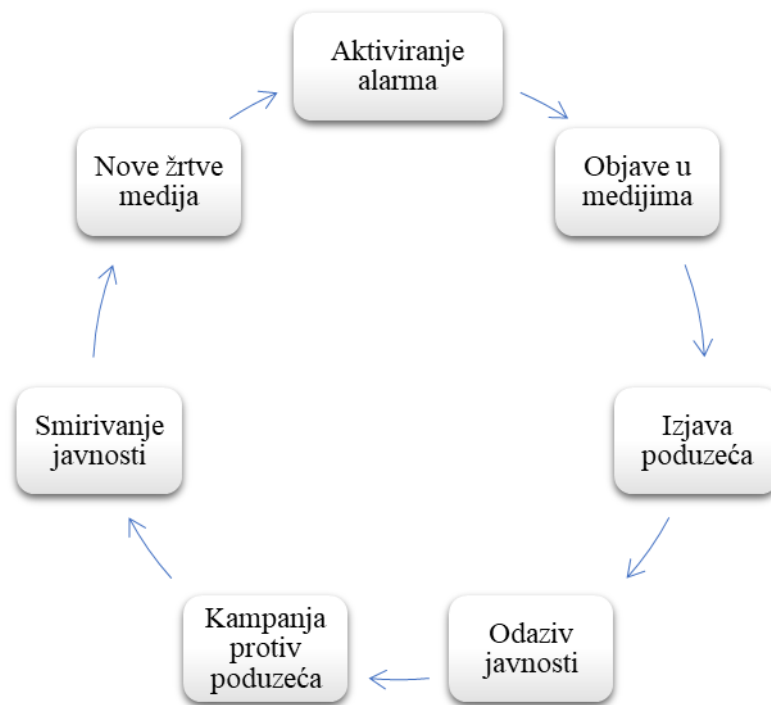 Aktiviranje
alarma
Objave u
medijima
Izjava
poduzeća
Odaziv
javnosti
Kampanja
protiv
poduzeća
Smirivanje
javnosti
Nove žrtve
medija